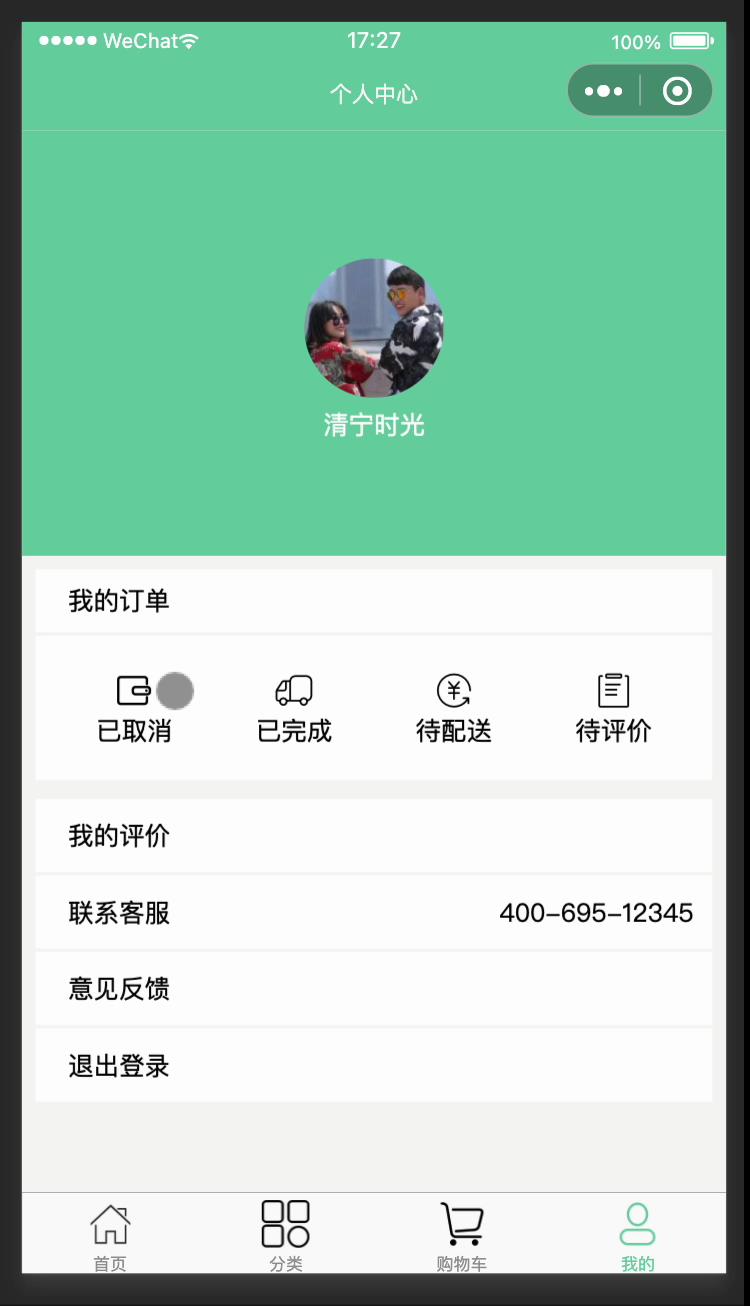 WeChat 17:27 100%
个人中心
清宁时光
我的订单
已取消 已完成 待配送 待评价
我的评价
联系客服 400-695-12345
意见反馈
退出登录
首页 分类 购物车 我的